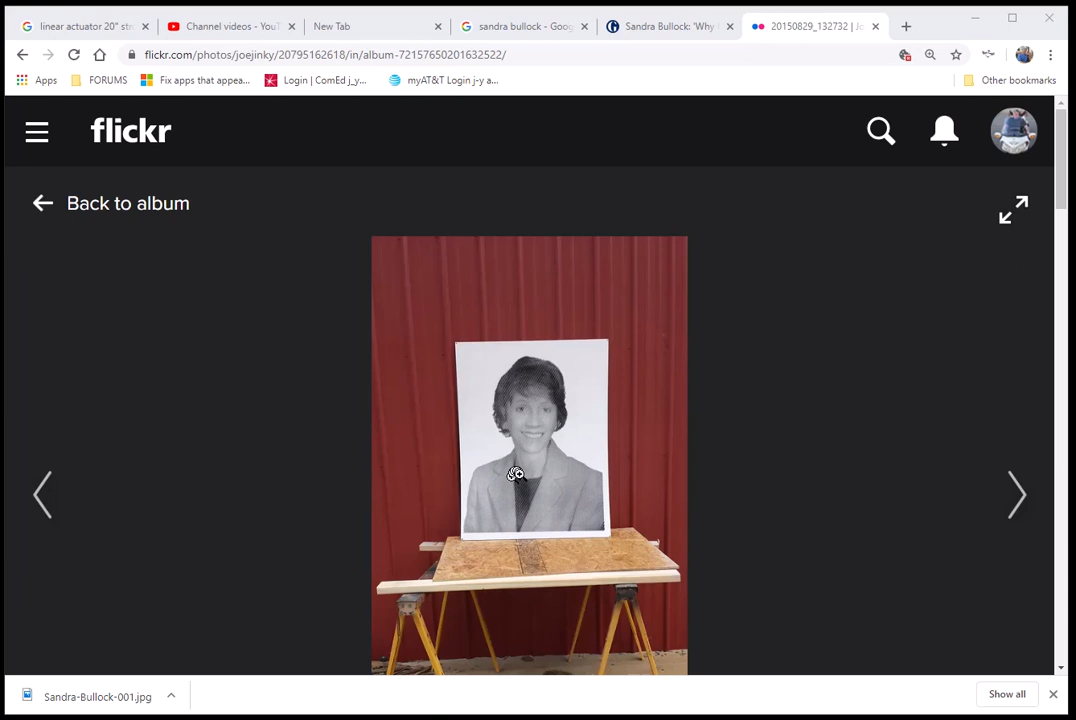 linear actuator 20" str
Channel videos - YouT
New Tab
sandra bullock - Goog
Sandra Bullock: 'Why
20150829_132732 | Jo
flickr.com/photos/joejinky/20795162618/in/album-72157650201632522/
Apps
FORUMS
Fix apps that appea...
Login | ComEd j_y...
myAT&T Login j-y a...
Other bookmarks
flickr
Back to album
Sandra-Bullock-001.jpg
Show all